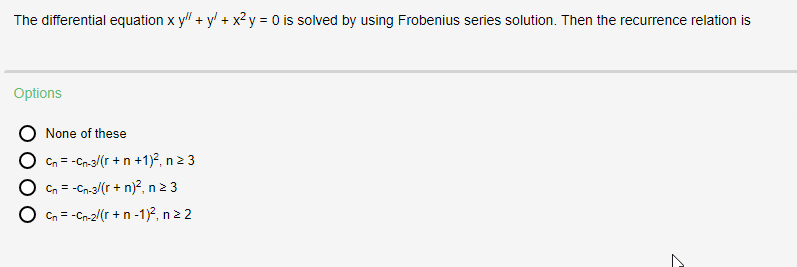 The differential equation x y// + y/ + x² y = 0 is solved by using Frobenius series solution. Then the recurrence relation is
Options
None of these
cₙ = -cₙ₋₃/(r + n +1)², n ≥ 3
cₙ = -cₙ₋₃/(r + n)², n ≥ 3
cₙ = -cₙ₋₂/(r + n -1)², n ≥ 2